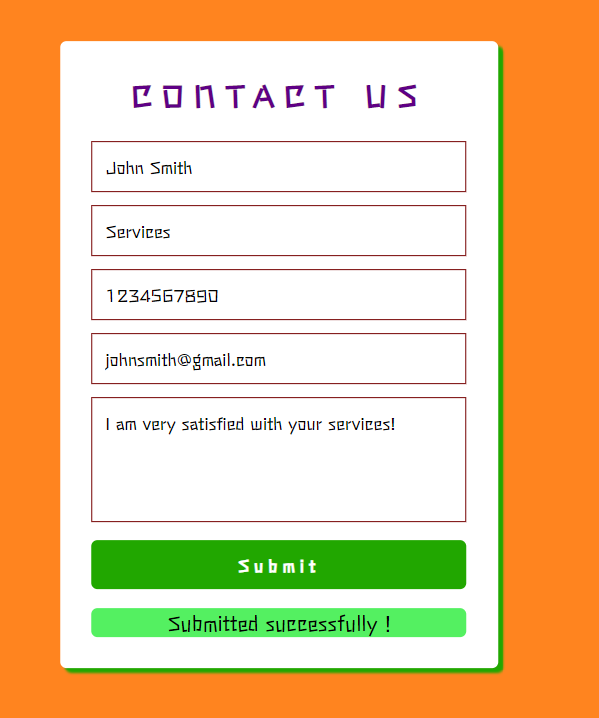 CONTACT US
John Smith
Services
1234567890
johnsmith@gmail.com
I am very satisfied with your services!
Submit
Submitted successfully !